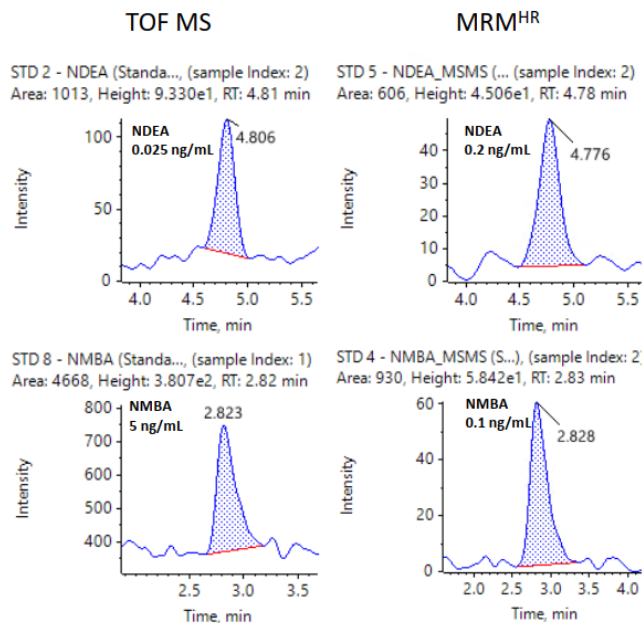 TOF MS
MRMHR
STD 2 - NDEA (Standa..., (sample Index: 2)
Area: 1013, Height: 9.330e1, RT: 4.81 min
NDEA
0.025 ng/mL
4.806
100
50
0
Intensity
4.0 4.5 5.0 5.5
Time, min
STD 5 - NDEA_MSMS (... (sample Index: 2)
Area: 606, Height: 4.506e1, RT: 4.78 min
NDEA
0.2 ng/mL
4.776
40
30
20
10
0
Intensity
4.0 4.5 5.0 5.5
Time, min
STD 8 - NMBA (Standa..., (sample Index: 1)
Area: 4668, Height: 3.807e2, RT: 2.82 min
NMBA
5 ng/mL
2.823
800
700
600
500
400
Intensity
2.5 3.0 3.5
Time, min
STD 4 - NMBA_MSMS (S...), (sample Index: 2)
Area: 930, Height: 5.842e1, RT: 2.83 min
NMBA
0.1 ng/mL
2.828
60
40
20
0
Intensity
2.0 2.5 3.0 3.5 4.0
Time, min